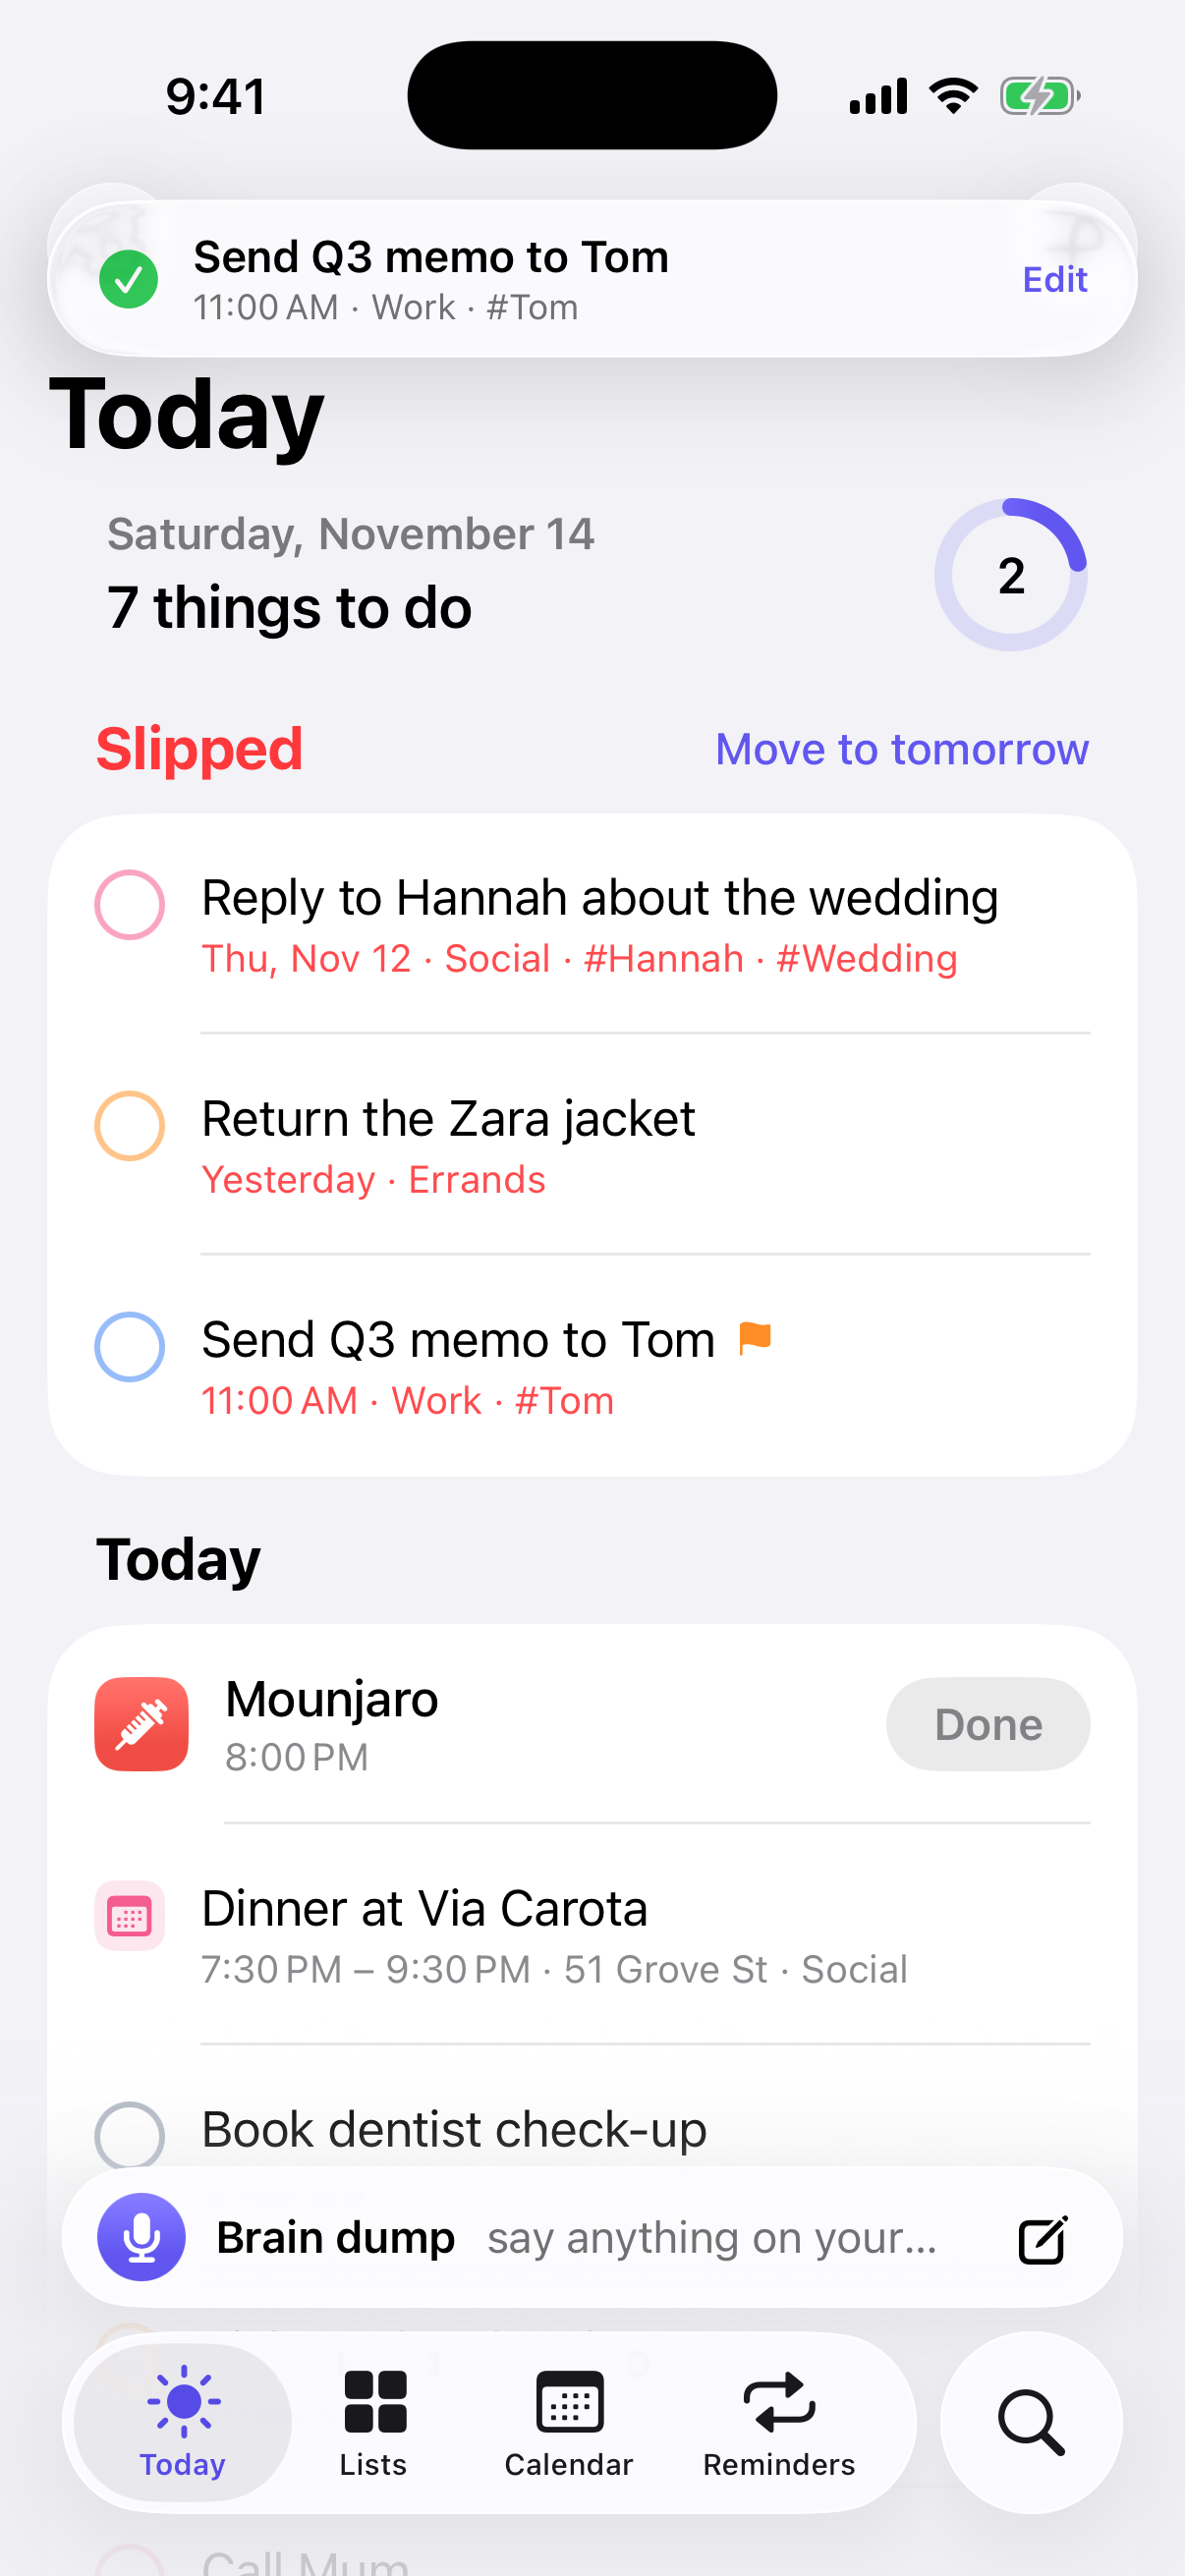 9:41
Send Q3 memo to Tom
11:00 AM · Work · #Tom
Edit
Today
Saturday, November 14
7 things to do
2
Slipped
Move to tomorrow
Reply to Hannah about the wedding
Thu, Nov 12 · Social · #Hannah · #Wedding
Return the Zara jacket
Yesterday · Errands
Send Q3 memo to Tom
11:00 AM · Work · #Tom
Today
Mounjaro
8:00 PM
Done
Dinner at Via Carota
7:30 PM – 9:30 PM · 51 Grove St · Social
Book dentist check-up
Brain dump say anything on your...
Today
Lists
Calendar
Reminders
Call Mum